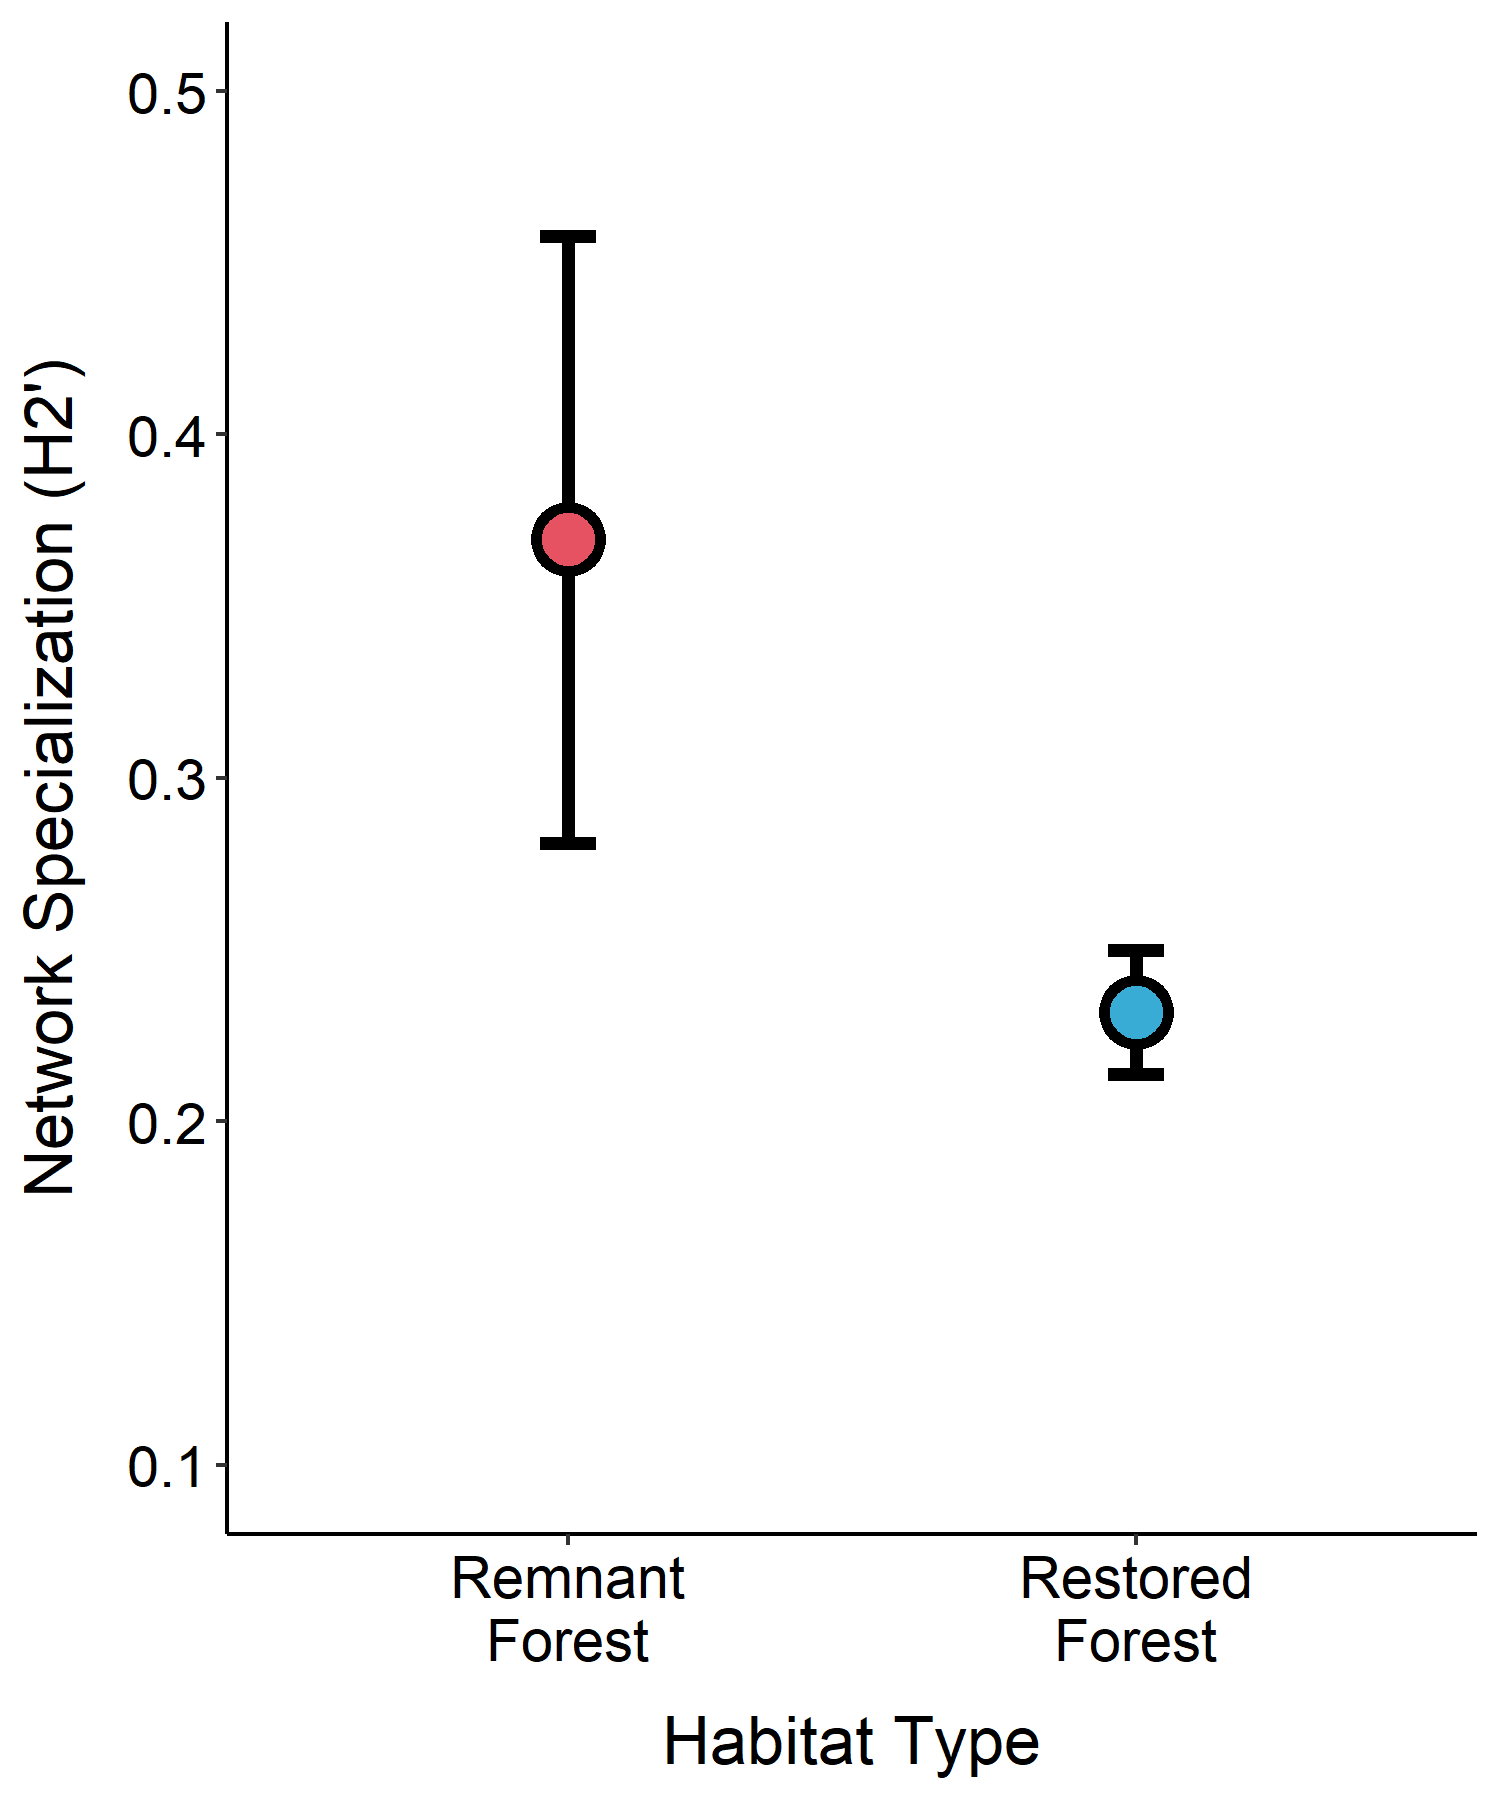 Network Specialization (H2')
0.5
0.4
0.3
0.2
0.1
Remnant
Forest
Restored
Forest
Habitat Type